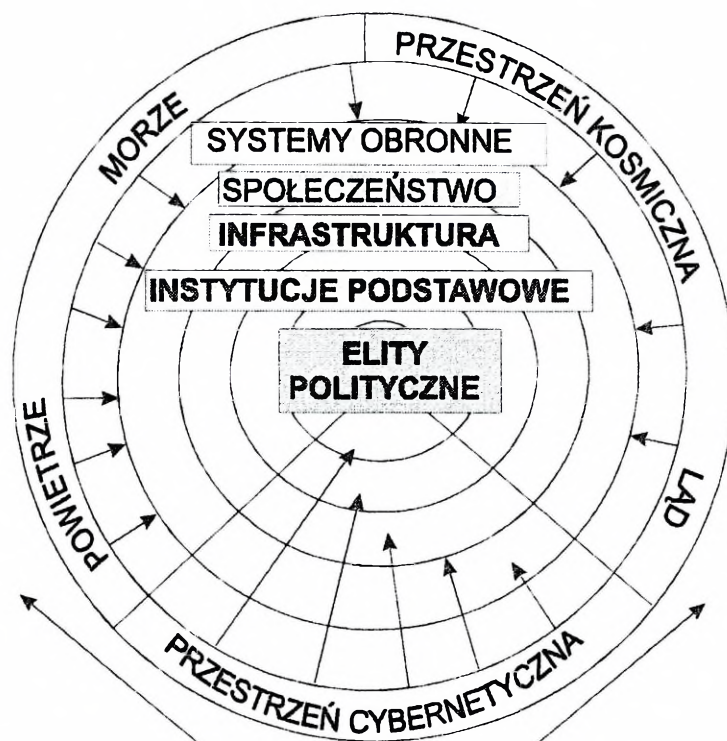 PRZESTRZEŃ KOSMICZNA
MORZE
SYSTEMY OBRONNE
SPOŁECZEŃSTWO
INFRASTRUKTURA
INSTYTUCJE PODSTAWOWE
ELITY
POLITYCZNE
POWIETRZE
LĄD
PRZESTRZEŃ CYBERNETYCZNA